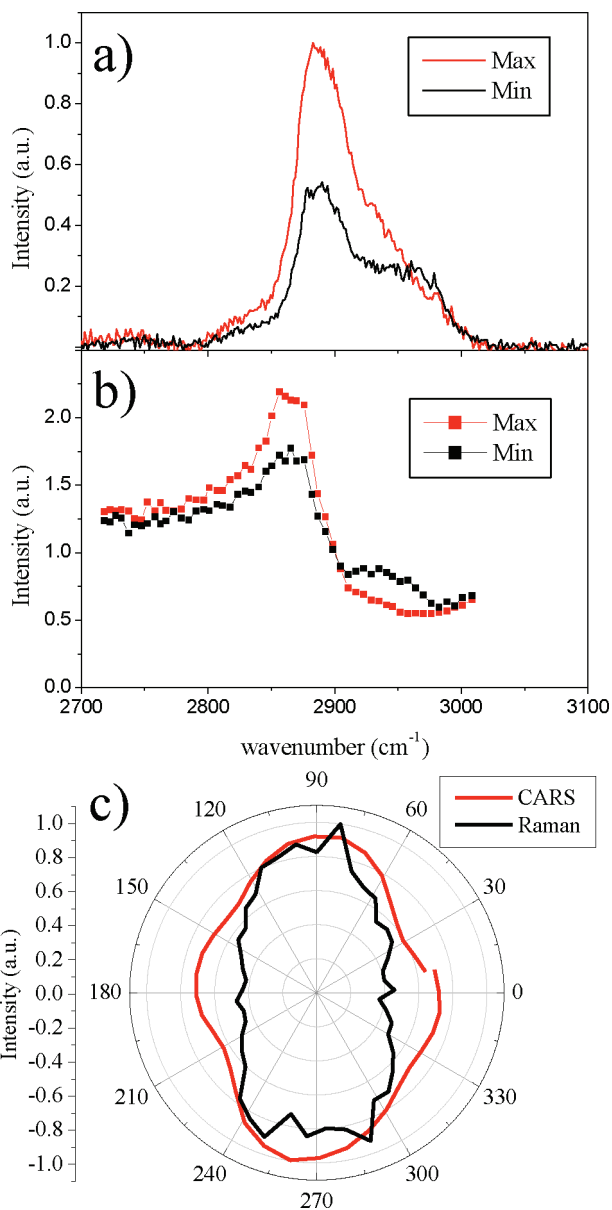 a)
Max
Min
Intensity (a.u.)
1.0
0.8
0.6
0.4
0.2
b)
Max
Min
Intensity (a.u.)
2.0
1.5
1.0
0.5
0.0
2700 2800 2900 3000 3100
wavenumber (cm⁻¹)
c)
CARS
Raman
Intensity (a.u.)
1.0
0.8
0.6
0.4
0.2
0.0
-0.2
-0.4
-0.6
-0.8
-1.0
90
120 60
150 30
180 0
210 330
240 300
270